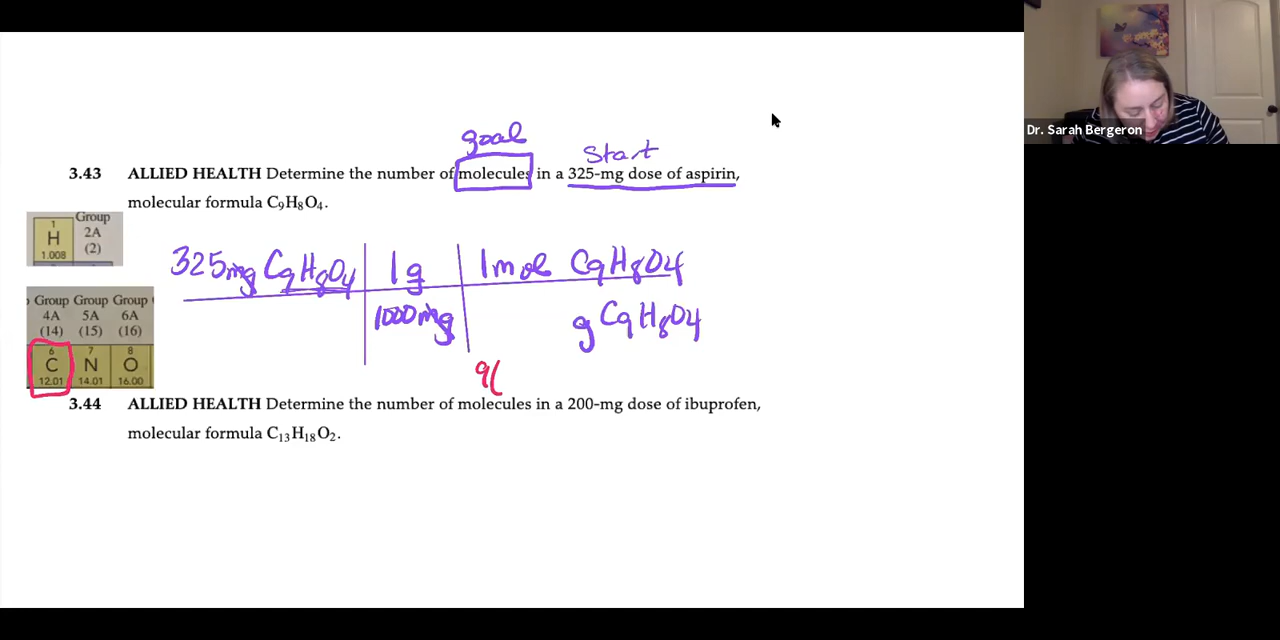 goal
Start
3.43 ALLIED HEALTH Determine the number of molecules in a 325-mg dose of aspirin,
molecular formula C₉H₈O₄.
1 Group
H 2A
1.008 (2)
325mg C₉H₈O₄ 1g 1mol C₉H₈O₄
1000mg g C₉H₈O₄
Group Group Group
4A 5A 6A
(14) (15) (16)
6 7 8
C N O
12.01 14.01 16.00
9(
3.44 ALLIED HEALTH Determine the number of molecules in a 200-mg dose of ibuprofen,
molecular formula C₁₃H₁₈O₂.
Dr. Sarah Bergeron